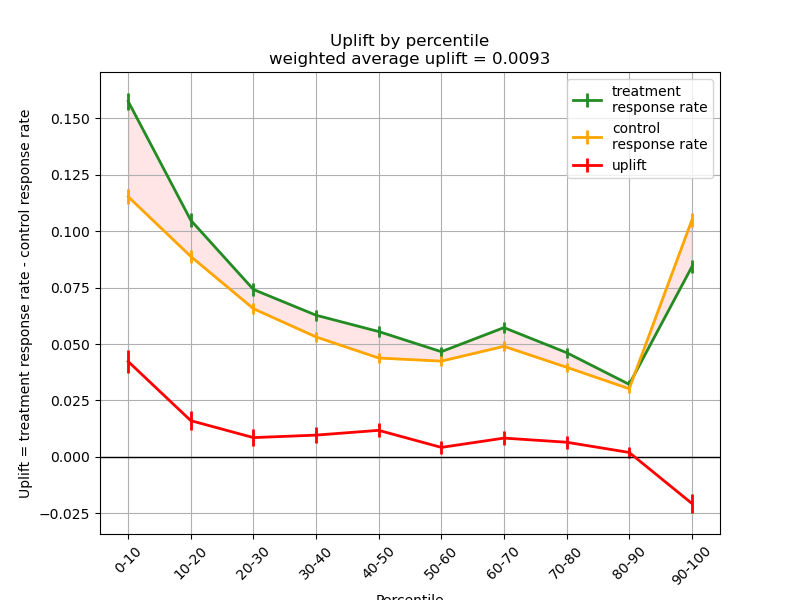 Uplift by percentile
weighted average uplift = 0.0093
Uplift = treatment response rate - control response rate
0.150
0.125
0.100
0.075
0.050
0.025
0.000
−0.025
treatment
response rate
control
response rate
uplift
0-10
10-20
20-30
30-40
40-50
50-60
60-70
70-80
80-90
90-100
Percentile